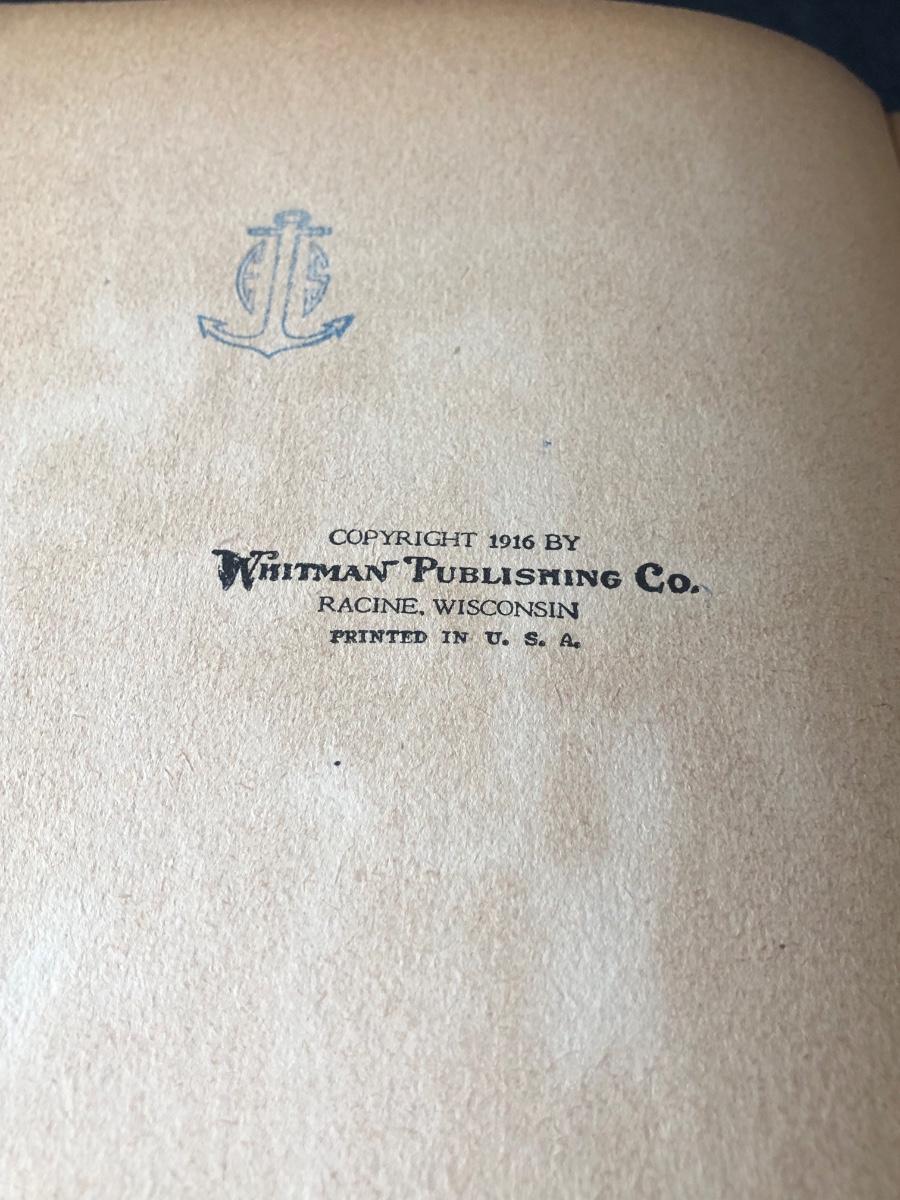 COPYRIGHT 1916 BY
WHITMAN PUBLISHING CO.
RACINE, WISCONSIN
PRINTED IN U. S. A.